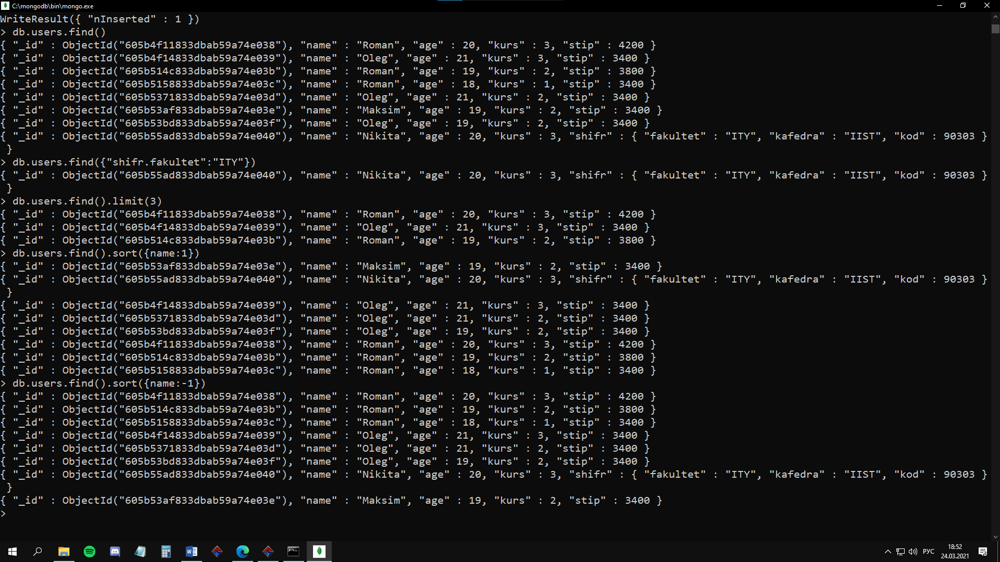 C:\mongodb\bin\mongo.exe
WriteResult({ "nInserted" : 1 })
> db.users.find()
{ "_id" : ObjectId("605b4f11833dbab59a74e038"), "name" : "Roman", "age" : 20, "kurs" : 3, "stip" : 4200 }
{ "_id" : ObjectId("605b4f14833dbab59a74e039"), "name" : "Oleg", "age" : 21, "kurs" : 3, "stip" : 3400 }
{ "_id" : ObjectId("605b514c833dbab59a74e03b"), "name" : "Roman", "age" : 19, "kurs" : 2, "stip" : 3800 }
{ "_id" : ObjectId("605b5158833dbab59a74e03c"), "name" : "Roman", "age" : 18, "kurs" : 1, "stip" : 3400 }
{ "_id" : ObjectId("605b5371833dbab59a74e03d"), "name" : "Oleg", "age" : 21, "kurs" : 2, "stip" : 3400 }
{ "_id" : ObjectId("605b53af833dbab59a74e03e"), "name" : "Maksim", "age" : 19, "kurs" : 2, "stip" : 3400 }
{ "_id" : ObjectId("605b53bd833dbab59a74e03f"), "name" : "Oleg", "age" : 19, "kurs" : 2, "stip" : 3400 }
{ "_id" : ObjectId("605b55ad833dbab59a74e040"), "name" : "Nikita", "age" : 20, "kurs" : 3, "shifr" : { "fakultet" : "ITY", "kafedra" : "IIST", "kod" : 90303 }
}
> db.users.find({"shifr.fakultet":"ITY"})
{ "_id" : ObjectId("605b55ad833dbab59a74e040"), "name" : "Nikita", "age" : 20, "kurs" : 3, "shifr" : { "fakultet" : "ITY", "kafedra" : "IIST", "kod" : 90303 }
}
> db.users.find().limit(3)
{ "_id" : ObjectId("605b4f11833dbab59a74e038"), "name" : "Roman", "age" : 20, "kurs" : 3, "stip" : 4200 }
{ "_id" : ObjectId("605b4f14833dbab59a74e039"), "name" : "Oleg", "age" : 21, "kurs" : 3, "stip" : 3400 }
{ "_id" : ObjectId("605b514c833dbab59a74e03b"), "name" : "Roman", "age" : 19, "kurs" : 2, "stip" : 3800 }
> db.users.find().sort({name:1})
{ "_id" : ObjectId("605b53af833dbab59a74e03e"), "name" : "Maksim", "age" : 19, "kurs" : 2, "stip" : 3400 }
{ "_id" : ObjectId("605b55ad833dbab59a74e040"), "name" : "Nikita", "age" : 20, "kurs" : 3, "shifr" : { "fakultet" : "ITY", "kafedra" : "IIST", "kod" : 90303 }
}
{ "_id" : ObjectId("605b4f14833dbab59a74e039"), "name" : "Oleg", "age" : 21, "kurs" : 3, "stip" : 3400 }
{ "_id" : ObjectId("605b5371833dbab59a74e03d"), "name" : "Oleg", "age" : 21, "kurs" : 2, "stip" : 3400 }
{ "_id" : ObjectId("605b53bd833dbab59a74e03f"), "name" : "Oleg", "age" : 19, "kurs" : 2, "stip" : 3400 }
{ "_id" : ObjectId("605b4f11833dbab59a74e038"), "name" : "Roman", "age" : 20, "kurs" : 3, "stip" : 4200 }
{ "_id" : ObjectId("605b514c833dbab59a74e03b"), "name" : "Roman", "age" : 19, "kurs" : 2, "stip" : 3800 }
{ "_id" : ObjectId("605b5158833dbab59a74e03c"), "name" : "Roman", "age" : 18, "kurs" : 1, "stip" : 3400 }
> db.users.find().sort({name:-1})
{ "_id" : ObjectId("605b4f11833dbab59a74e038"), "name" : "Roman", "age" : 20, "kurs" : 3, "stip" : 4200 }
{ "_id" : ObjectId("605b514c833dbab59a74e03b"), "name" : "Roman", "age" : 19, "kurs" : 2, "stip" : 3800 }
{ "_id" : ObjectId("605b5158833dbab59a74e03c"), "name" : "Roman", "age" : 18, "kurs" : 1, "stip" : 3400 }
{ "_id" : ObjectId("605b4f14833dbab59a74e039"), "name" : "Oleg", "age" : 21, "kurs" : 3, "stip" : 3400 }
{ "_id" : ObjectId("605b5371833dbab59a74e03d"), "name" : "Oleg", "age" : 21, "kurs" : 2, "stip" : 3400 }
{ "_id" : ObjectId("605b53bd833dbab59a74e03f"), "name" : "Oleg", "age" : 19, "kurs" : 2, "stip" : 3400 }
{ "_id" : ObjectId("605b55ad833dbab59a74e040"), "name" : "Nikita", "age" : 20, "kurs" : 3, "shifr" : { "fakultet" : "ITY", "kafedra" : "IIST", "kod" : 90303 }
}
{ "_id" : ObjectId("605b53af833dbab59a74e03e"), "name" : "Maksim", "age" : 19, "kurs" : 2, "stip" : 3400 }
>
РУС
18:52
24.03.2021